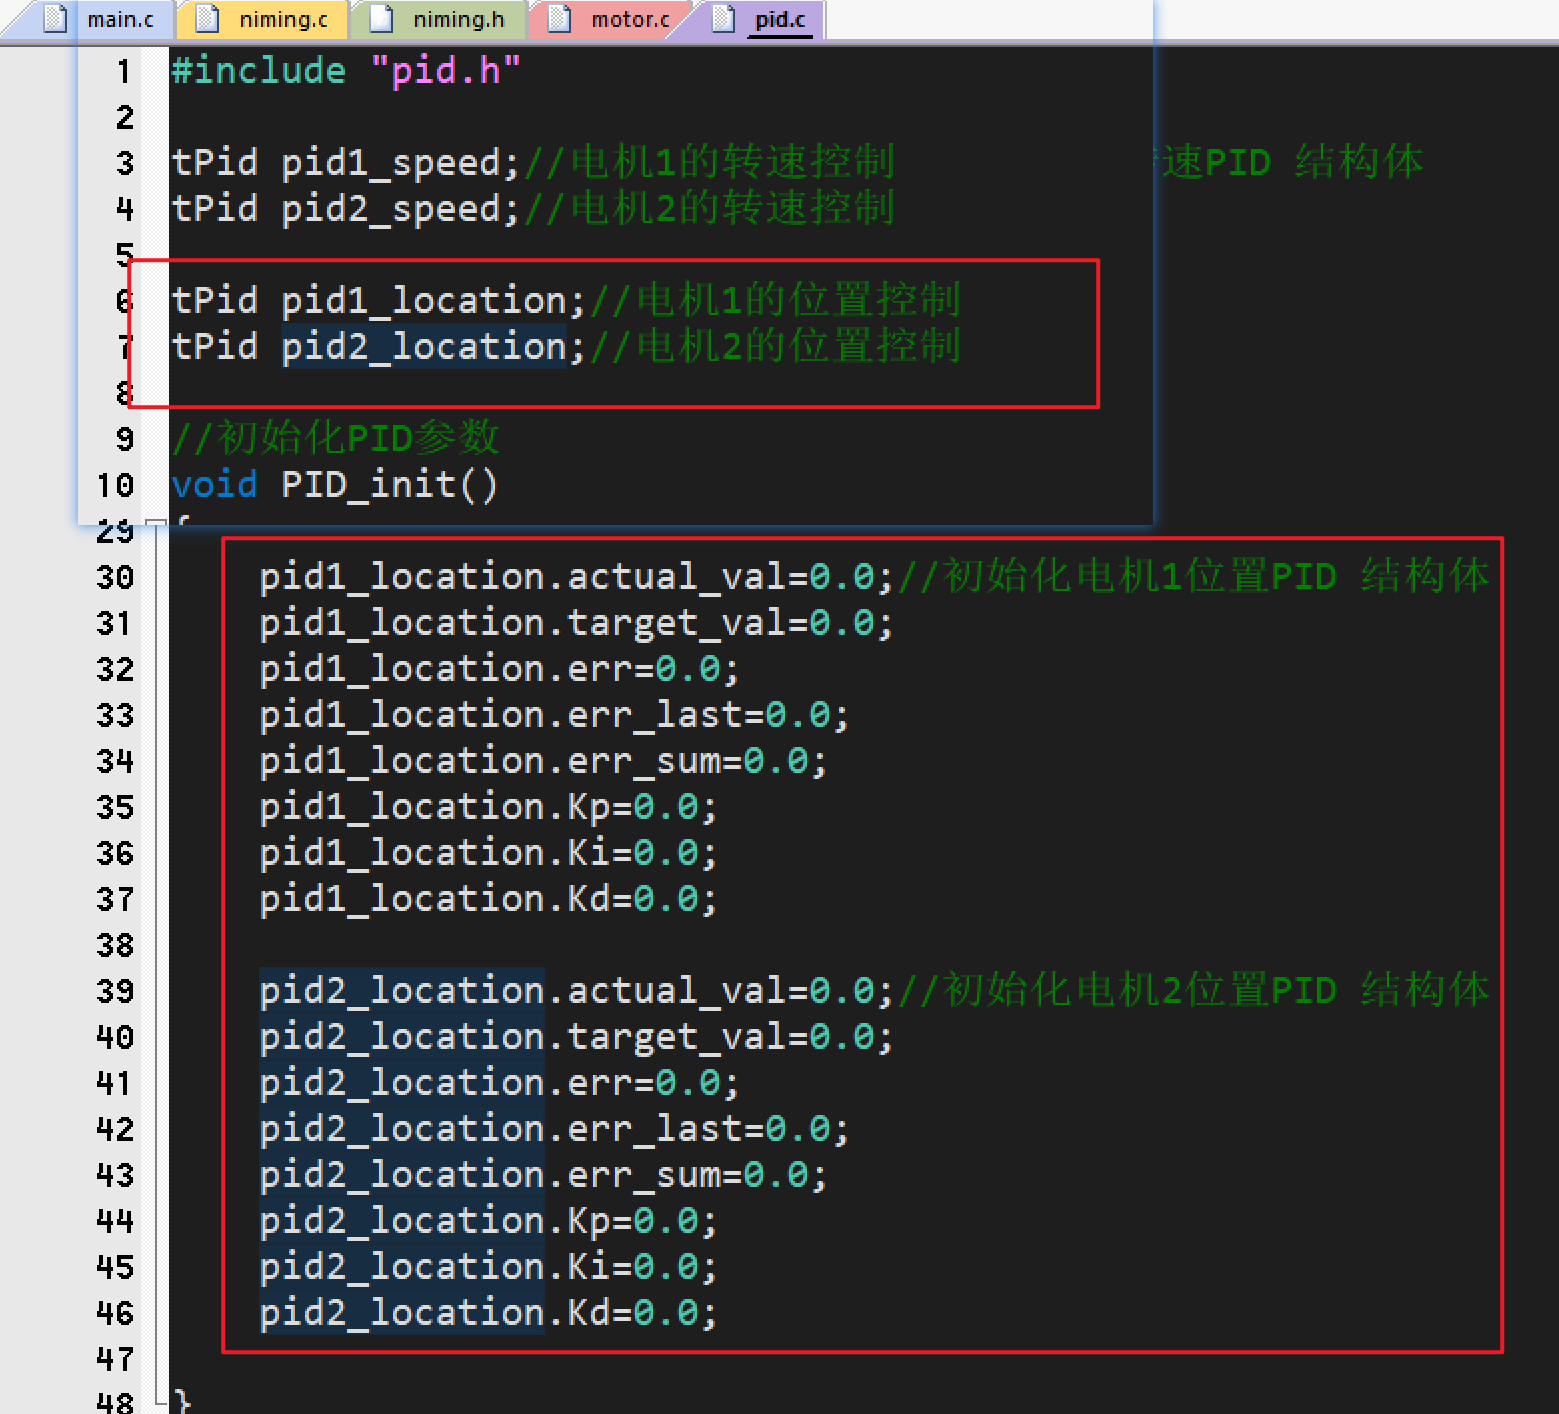 main.c niming.c niming.h motor.c pid.c
1 #include "pid.h"
2
3 tPid pid1_speed;//电机1的转速控制 速PID 结构体
4 tPid pid2_speed;//电机2的转速控制
5
6 tPid pid1_location;//电机1的位置控制
7 tPid pid2_location;//电机2的位置控制
8
9 //初始化PID参数
10 void PID_init()
29 {
30 pid1_location.actual_val=0.0;//初始化电机1位置PID 结构体
31 pid1_location.target_val=0.0;
32 pid1_location.err=0.0;
33 pid1_location.err_last=0.0;
34 pid1_location.err_sum=0.0;
35 pid1_location.Kp=0.0;
36 pid1_location.Ki=0.0;
37 pid1_location.Kd=0.0;
38
39 pid2_location.actual_val=0.0;//初始化电机2位置PID 结构体
40 pid2_location.target_val=0.0;
41 pid2_location.err=0.0;
42 pid2_location.err_last=0.0;
43 pid2_location.err_sum=0.0;
44 pid2_location.Kp=0.0;
45 pid2_location.Ki=0.0;
46 pid2_location.Kd=0.0;
47
48 }